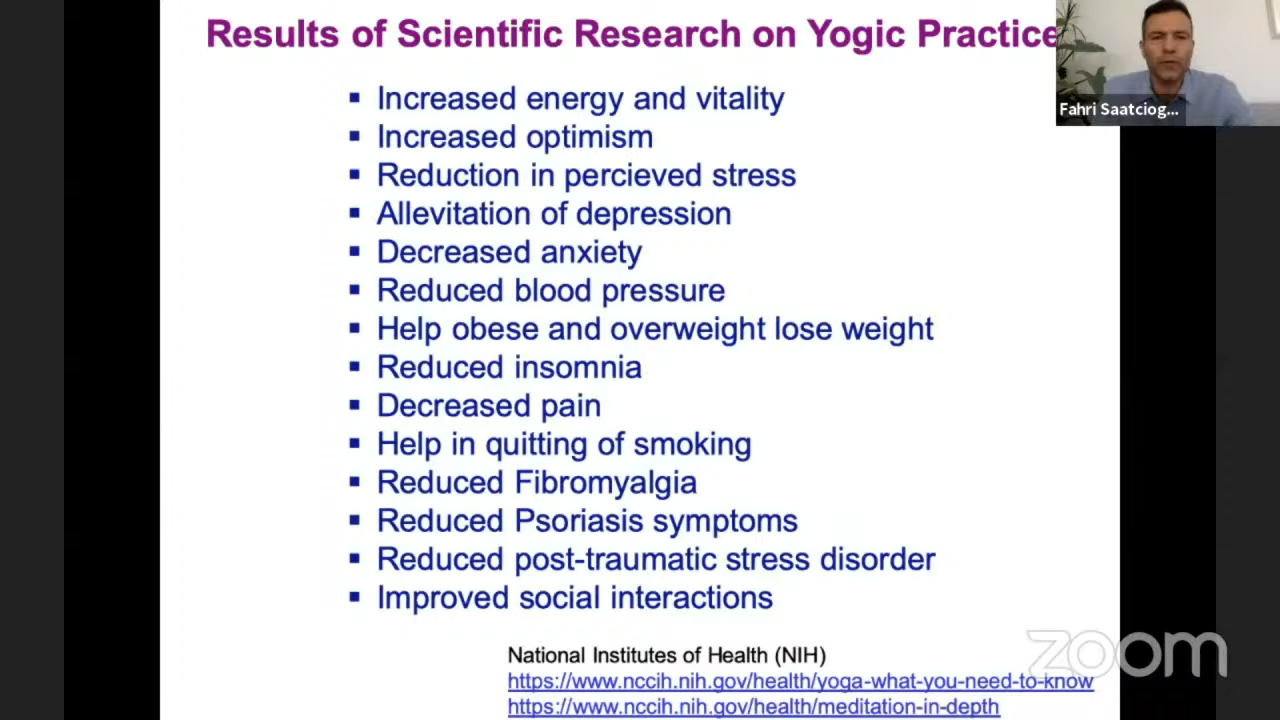 Results of Scientific Research on Yogic Practice
Fahri Saatciog...
▪ Increased energy and vitality
▪ Increased optimism
▪ Reduction in percieved stress
▪ Allevitation of depression
▪ Decreased anxiety
▪ Reduced blood pressure
▪ Help obese and overweight lose weight
▪ Reduced insomnia
▪ Decreased pain
▪ Help in quitting of smoking
▪ Reduced Fibromyalgia
▪ Reduced Psoriasis symptoms
▪ Reduced post-traumatic stress disorder
▪ Improved social interactions
National Institutes of Health (NIH)
https://www.nccih.nih.gov/health/yoga-what-you-need-to-know
https://www.nccih.nih.gov/health/meditation-in-depth
zoom